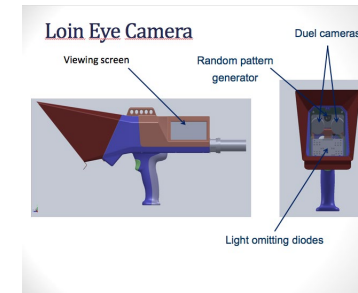 Loin Eye Camera
Duel cameras
Viewing screen
Random pattern
generator
Light omitting diodes